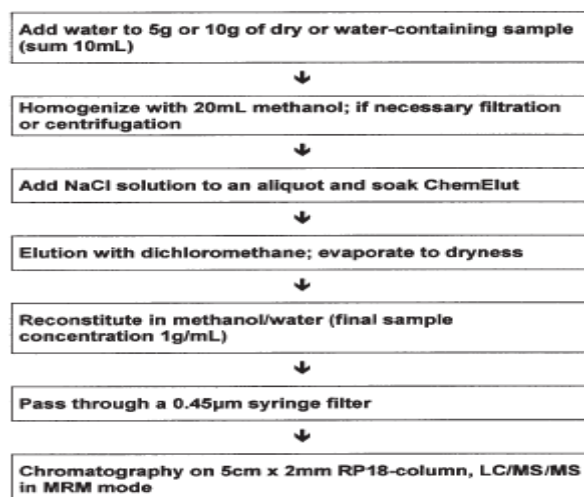 Add water to 5g or 10g of dry or water-containing sample
(sum 10mL)
Homogenize with 20mL methanol; if necessary filtration
or centrifugation
Add NaCl solution to an aliquot and soak ChemElut
Elution with dichloromethane; evaporate to dryness
Reconstitute in methanol/water (final sample
concentration 1g/mL)
Pass through a 0.45µm syringe filter
Chromatography on 5cm x 2mm RP18-column, LC/MS/MS
in MRM mode